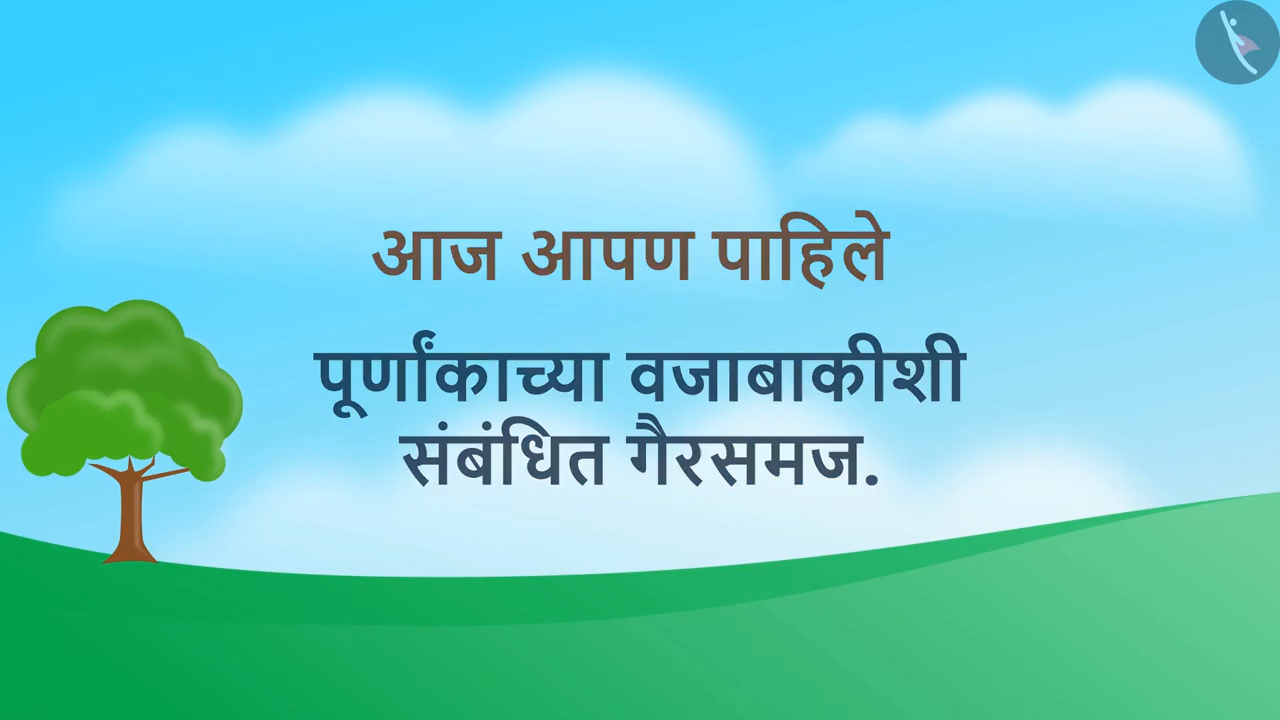 आज आपण पाहिले
पूर्णांकाच्या वजाबाकीशी
संबंधित गैरसमज.